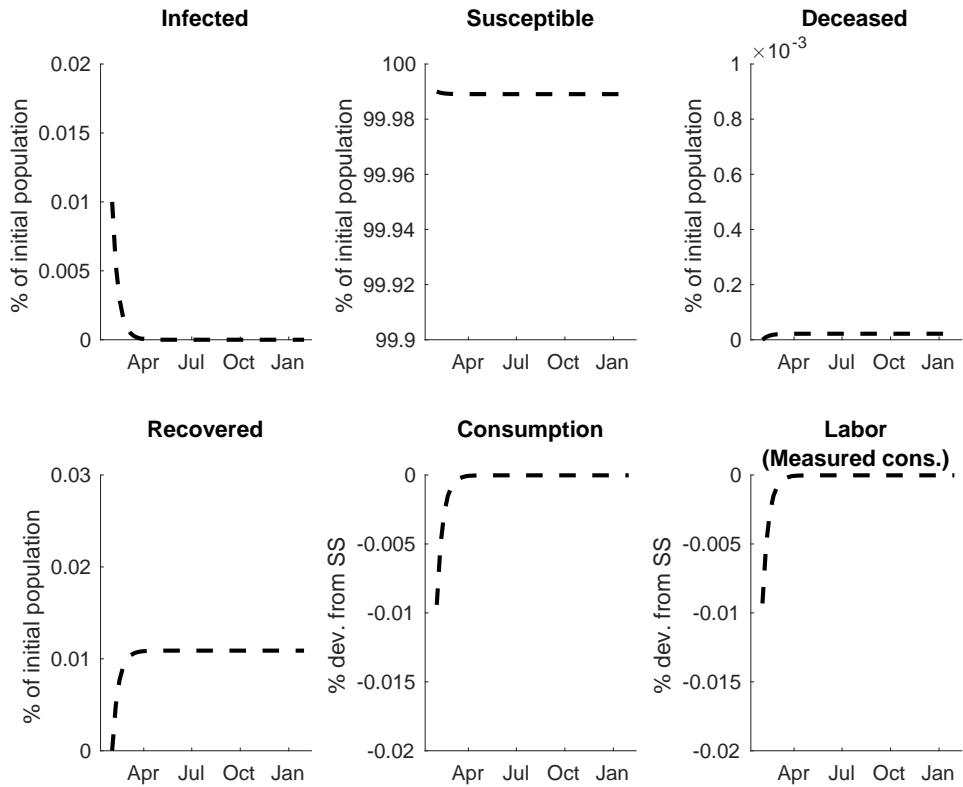 Infected
% of initial population
0.02
0.015
0.01
0.005
0
Apr Jul Oct Jan
Susceptible
% of initial population
100
99.98
99.96
99.94
99.92
99.9
Apr Jul Oct Jan
Deceased
×10-3
% of initial population
1
0.8
0.6
0.4
0.2
0
Apr Jul Oct Jan
Recovered
% of initial population
0.03
0.02
0.01
0
Apr Jul Oct Jan
Consumption
% dev. from SS
0
-0.005
-0.01
-0.015
-0.02
Apr Jul Oct Jan
Labor
(Measured cons.)
% dev. from SS
0
-0.005
-0.01
-0.015
-0.02
Apr Jul Oct Jan